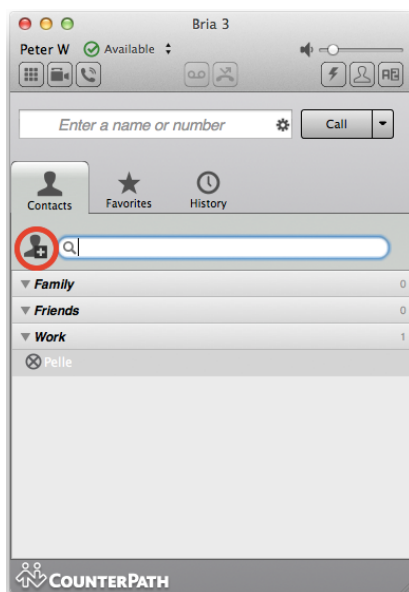 Bria 3
Peter W Available
Enter a name or number Call
Contacts Favorites History
Family 0
Friends 0
Work 1
Pelle
COUNTERPATH